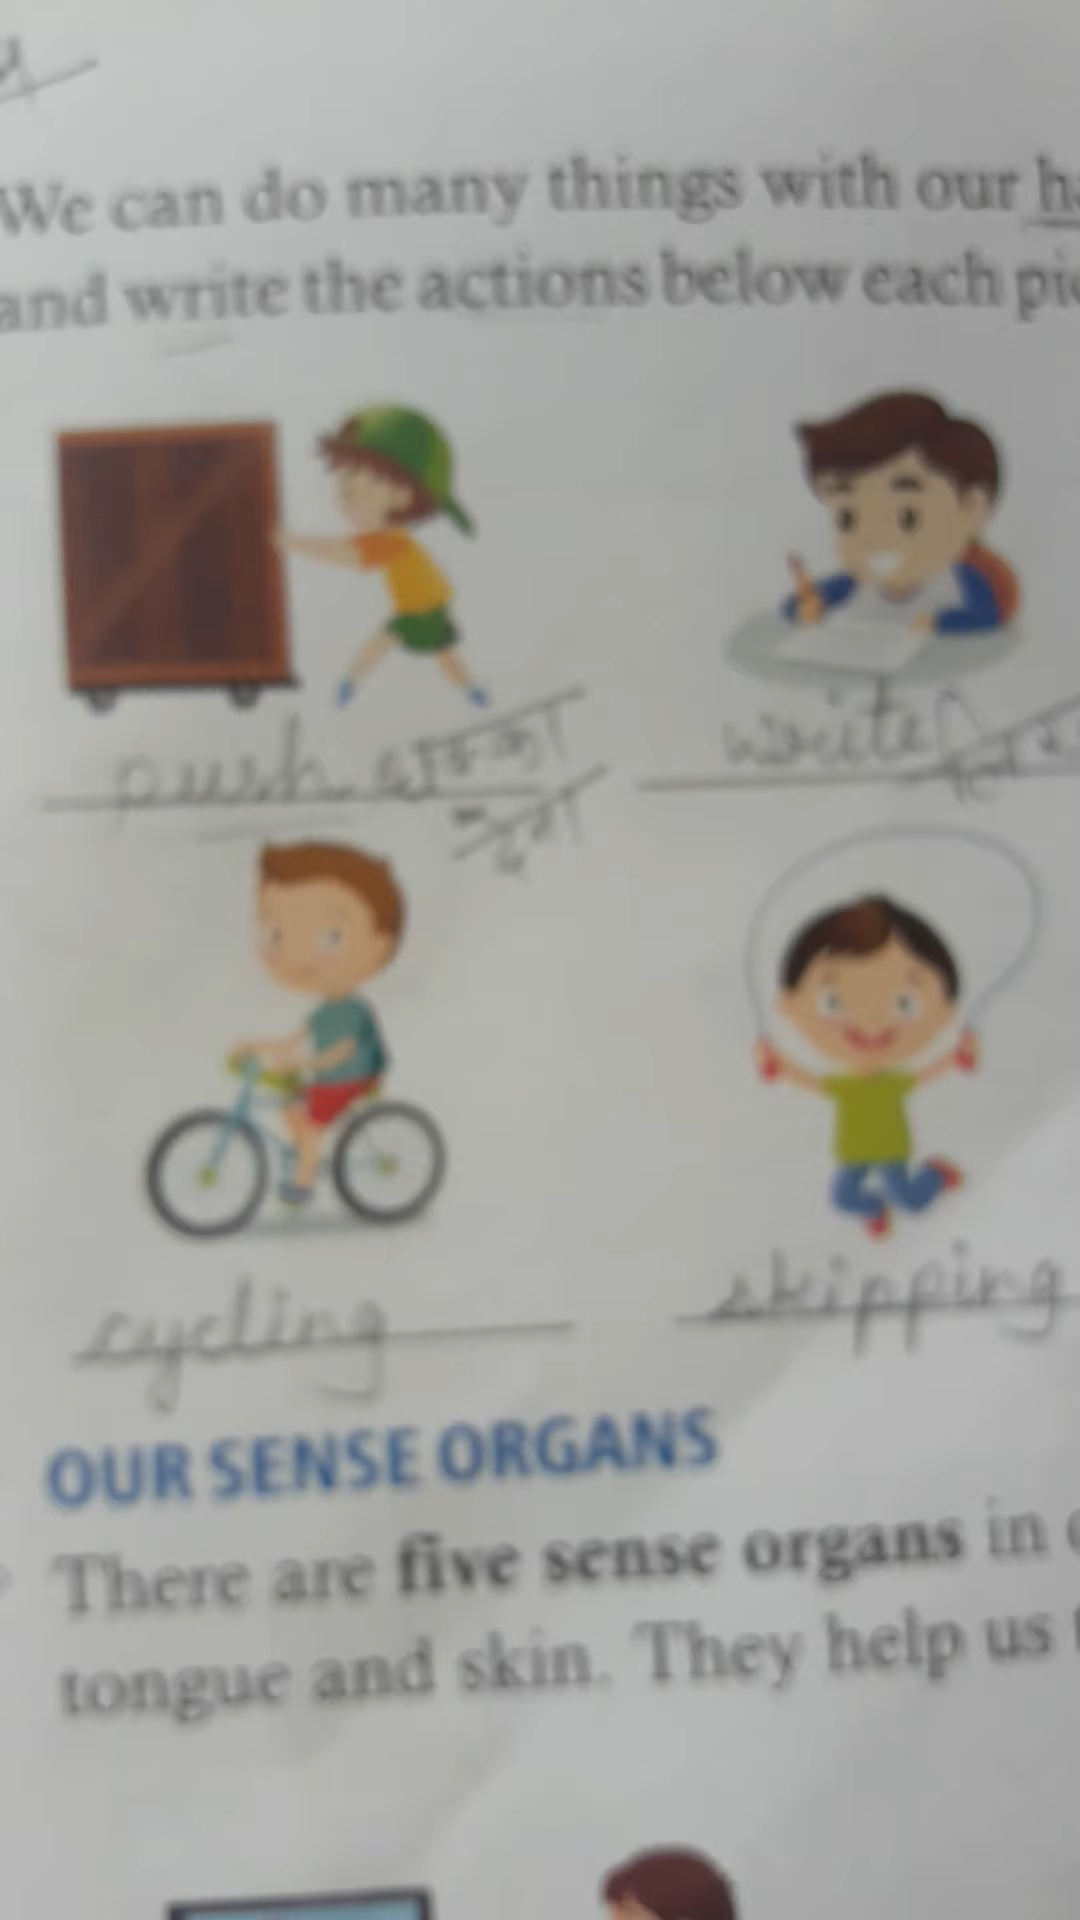 We can do many things with our
and write the actions below each
push धक्का
देना
write
cycling
skipping
OUR SENSE ORGANS
There are five sense organs in
tongue and skin. They help us